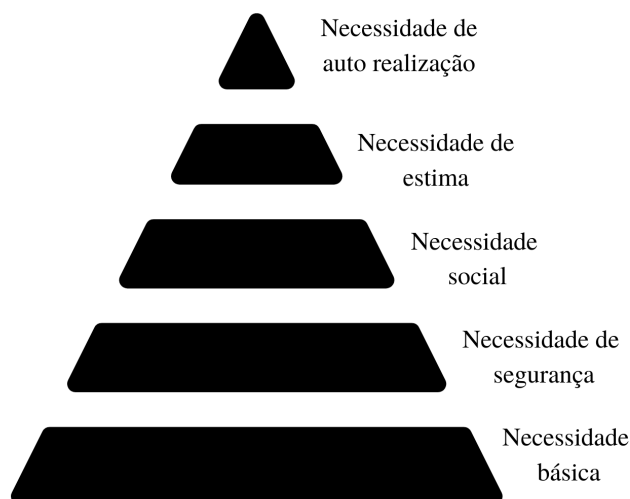 Necessidade de
auto realização
Necessidade de
estima
Necessidade
social
Necessidade de
segurança
Necessidade
básica